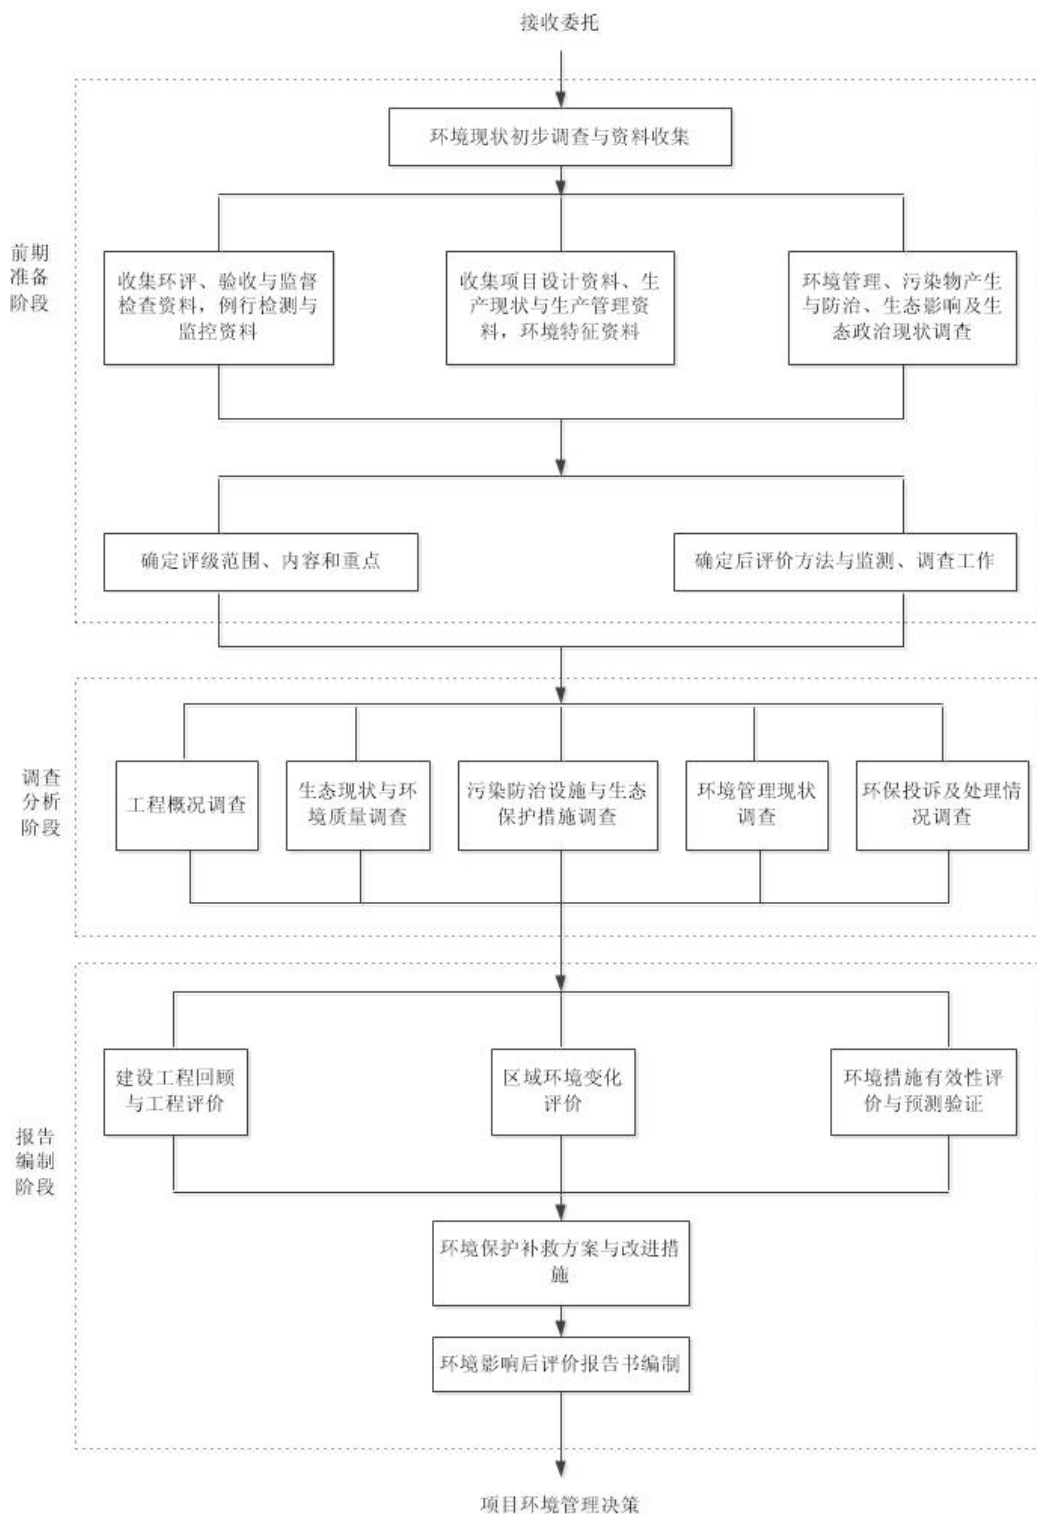 接收委托
环境现状初步调查与资料收集
前期
准备
阶段
收集环评、验收与监督
检查资料，例行检测与
监控资料
收集项目设计资料、生
产现状与生产管理资
料，环境特征资料
环境管理、污染物产生
与防治、生态影响及生
态政治现状调查
确定评级范围、内容和重点
确定后评价方法与监测、调查工作
调查
分析
阶段
工程概况调查
生态现状与环
境质量调查
污染防治设施与生态
保护措施调查
环境管理现状
调查
环保投诉及处理情
况调查
报告
编制
阶段
建设工程回顾
与工程评价
区域环境变化
评价
环境措施有效性评
价与预测验证
环境保护补救方案与改进措
施
环境影响后评价报告书编制
项目环境管理决策